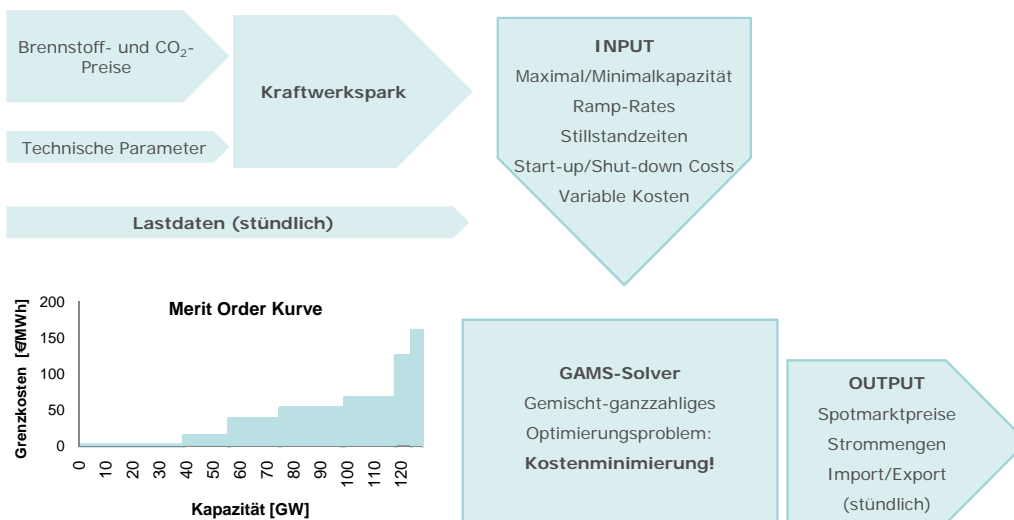 Brennstoff- und CO₂-
Preise
Kraftwerkspark
Technische Parameter
Lastdaten (stündlich)
INPUT
Maximal/Minimalkapazität
Ramp-Rates
Stillstandzeiten
Start-up/Shut-down Costs
Variable Kosten
Merit Order Kurve
Grenzkosten [€/MWh]
200
150
100
50
0
0 10 20 30 40 50 60 70 80 90 100 110 120
Kapazität [GW]
GAMS-Solver
Gemischt-ganzzahliges
Optimierungsproblem:
Kostenminimierung!
OUTPUT
Spotmarktpreise
Strommengen
Import/Export
(stündlich)